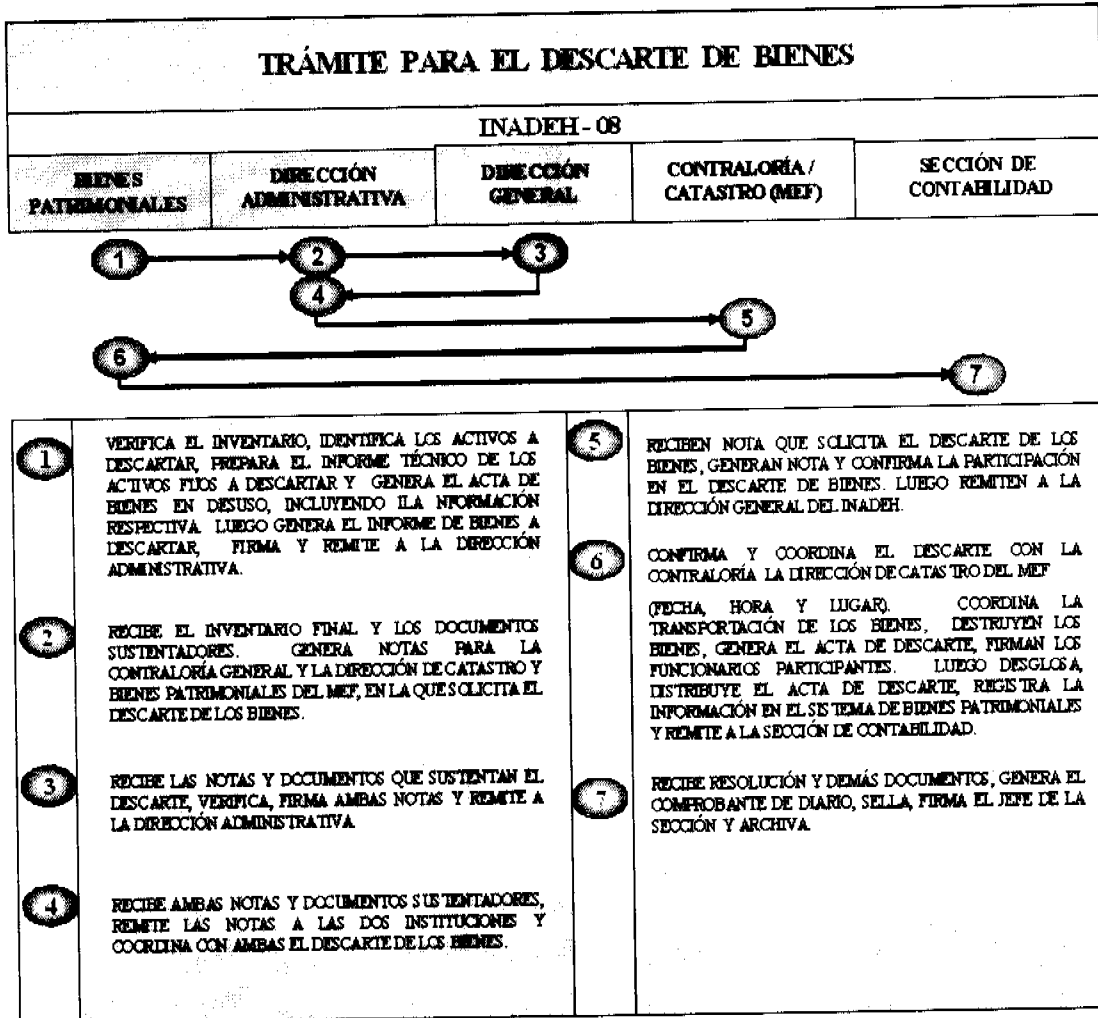 TRÁMITE PARA EL DESCARTE DE BIENES
INADEH - 08
BIENES
PATRIMONIALES
DIRECCIÓN
ADMINISTRATIVA
DIRECCIÓN
GENERAL
CONTRALORÍA /
CATASTRO (MEF)
SECCIÓN DE
CONTABILIDAD
1
2
3
4
5
6
7
1
VERIFICA EL INVENTARIO, IDENTIFICA LOS ACTIVOS A
DESCARTAR, PREPARA EL INFORME TÉCNICO DE LOS
ACTIVOS FIJOS A DESCARTAR Y GENERA EL ACTA DE
BIENES EN DESUSO, INCLUYENDO ILA NFORMACIÓN
RESPECTIVA. LUEGO GENERA EL INFORME DE BIENES A
DESCARTAR, FIRMA Y REMITE A LA DIRECCIÓN
ADMINISTRATIVA.
2
RECIBE EL INVENTARIO FINAL Y LOS DOCUMENTOS
SUSTENTADORES. GENERA NOTAS PARA LA
CONTRALORÍA GENERAL Y LA DIRECCIÓN DE CATASTRO Y
BIENES PATRIMONIALES DEL MEF, EN LA QUE SOLICITA EL
DESCARTE DE LOS BIENES.
3
RECIBE LAS NOTAS Y DOCUMENTOS QUE SUSTENTAN EL
DESCARTE, VERIFICA, FIRMA AMBAS NOTAS Y REMITE A
LA DIRECCIÓN ADMINISTRATIVA.
4
RECIBE AMBAS NOTAS Y DOCUMENTOS SUSTENTADORES,
REMITE LAS NOTAS A LAS DOS INSTITUCIONES Y
COORDINA CON AMBAS EL DESCARTE DE LOS BIENES.
5
RECIBEN NOTA QUE SOLICITA EL DESCARTE DE LOS
BIENES, GENERAN NOTA Y CONFIRMA LA PARTICIPACIÓN
EN EL DESCARTE DE BIENES. LUEGO REMITEN A LA
DIRECCIÓN GENERAL DEL INADEH.
6
CONFIRMA Y COORDINA EL DESCARTE CON LA
CONTRALORÍA LA DIRECCIÓN DE CATASTRO DEL MEF
(FECHA, HORA Y LUGAR). COORDINA LA
TRANSPORTACIÓN DE LOS BIENES, DESTRUYEN LOS
BIENES, GENERA EL ACTA DE DESCARTE, FIRMAN LOS
FUNCIONARIOS PARTICIPANTES. LUEGO DESGLOSA,
DISTRIBUYE EL ACTA DE DESCARTE, REGISTRA LA
INFORMACIÓN EN EL SISTEMA DE BIENES PATRIMONIALES
Y REMITE A LA SECCIÓN DE CONTABILIDAD.
7
RECIBE RESOLUCIÓN Y DEMÁS DOCUMENTOS, GENERA EL
COMPROBANTE DE DIARIO, SELLA, FIRMA EL JEFE DE LA
SECCIÓN Y ARCHIVA.